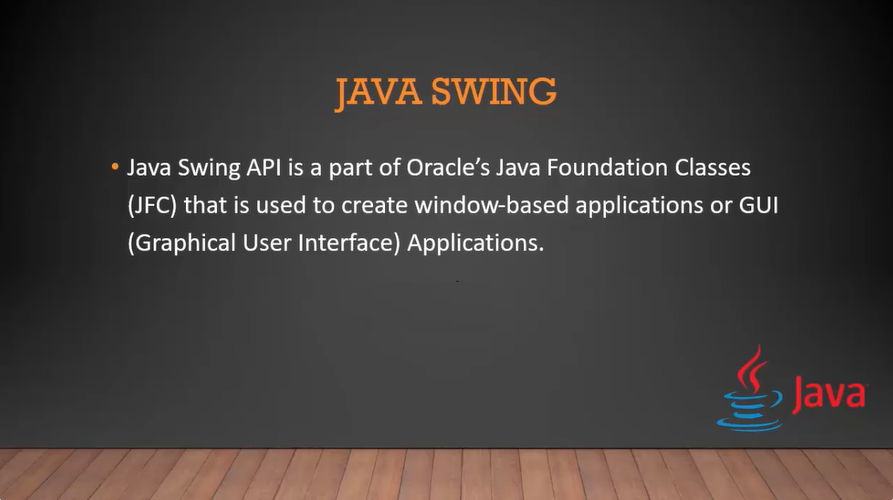 JAVA SWING
• Java Swing API is a part of Oracle’s Java Foundation Classes
(JFC) that is used to create window-based applications or GUI
(Graphical User Interface) Applications.
Java